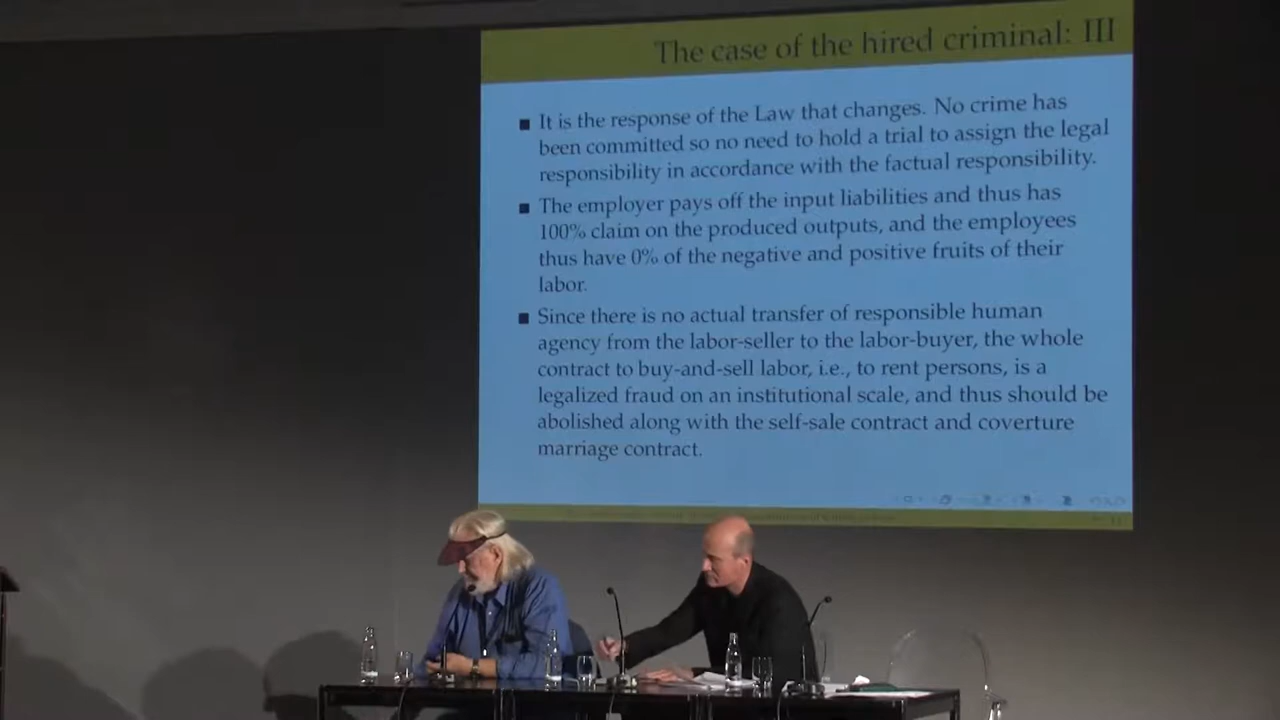 The case of the hired criminal: III
■ It is the response of the Law that changes. No crime has
been committed so no need to hold a trial to assign the legal
responsibility in accordance with the factual responsibility.
■ The employer pays off the input liabilities and thus has
100% claim on the produced outputs, and the employees
thus have 0% of the negative and positive fruits of their
labor.
■ Since there is no actual transfer of responsible human
agency from the labor-seller to the labor-buyer, the whole
contract to buy-and-sell labor, i.e., to rent persons, is a
legalized fraud on an institutional scale, and thus should be
abolished along with the self-sale contract and coverture
marriage contract.